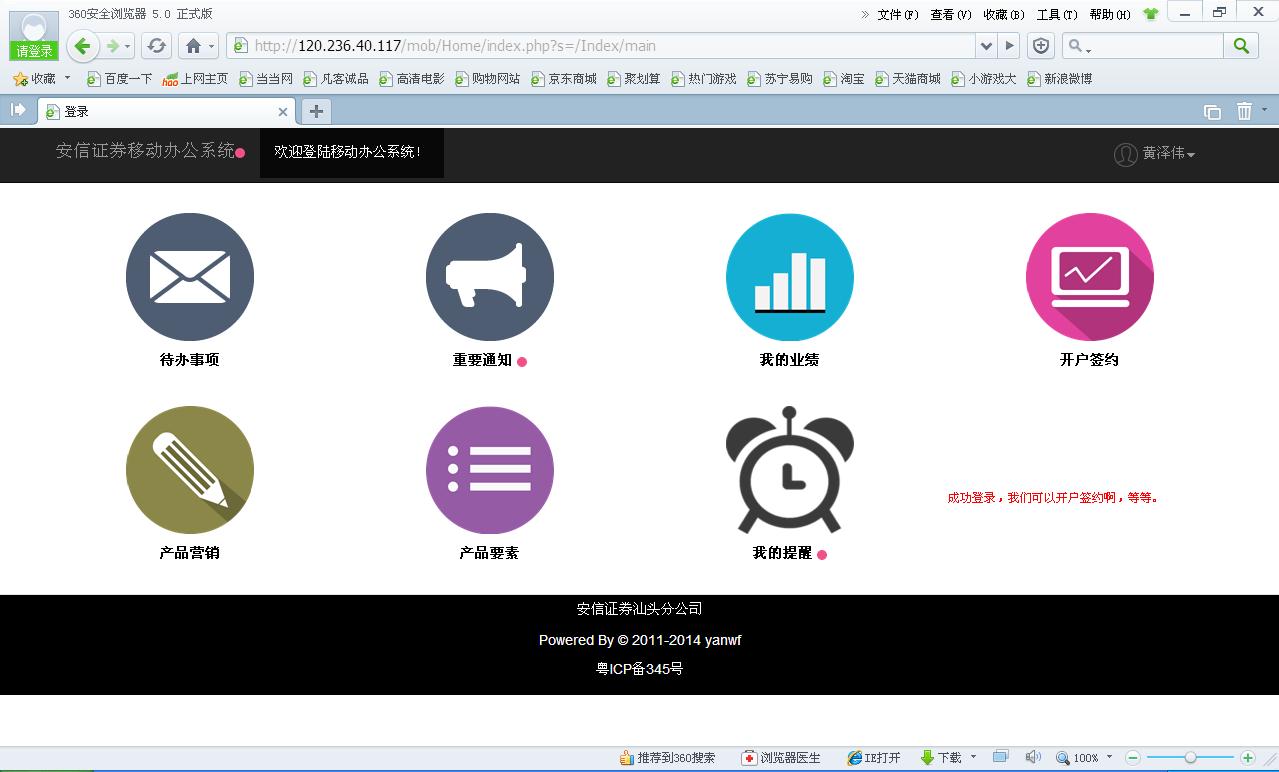 360安全浏览器 5.0 正式版
» 文件(F) 查看(V) 收藏(B) 工具(T) 帮助(H)
请登录
http://120.236.40.117/mob/Home/index.php?s=/Index/main
收藏 百度一下 上网主页 当当网 凡客诚品 高清电影 购物网站 京东商城 聚划算 热门游戏 苏宁易购 淘宝 天猫商城 小游戏大 新浪微博
登录
安信证券移动办公系统 欢迎登陆移动办公系统! 黄泽伟
待办事项 重要通知 我的业绩 开户签约
成功登录，我们可以开户签约啊，等等。
产品营销 产品要素 我的提醒
安信证券汕头分公司
Powered By © 2011-2014 yanwf
粤ICP备345号
推荐到360搜索 浏览器医生 IE打开 下载 100%